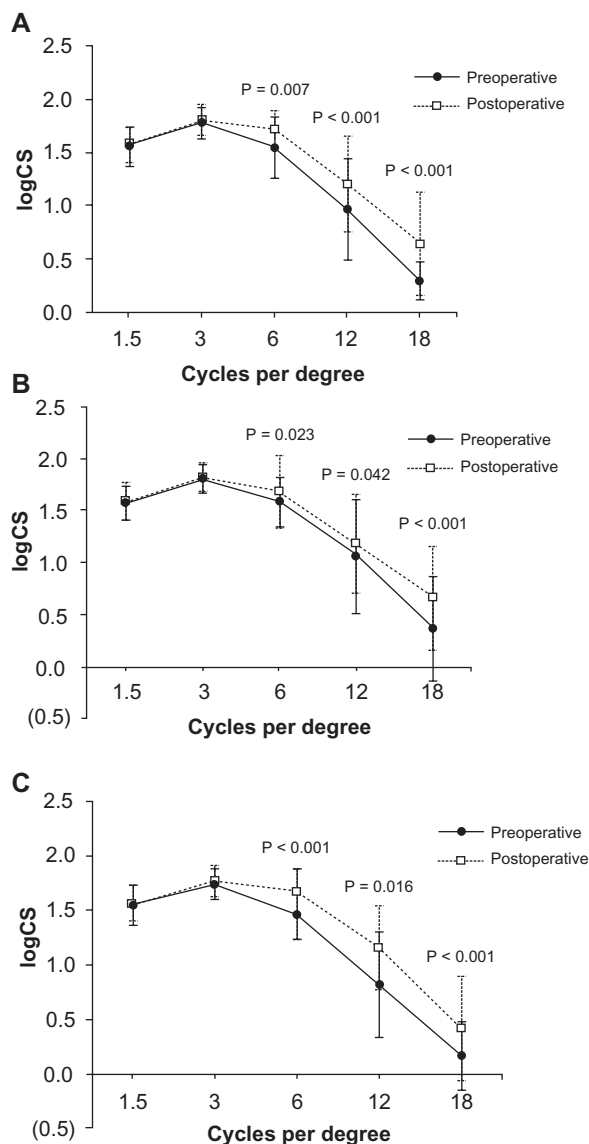 A
2.5
2.0
1.5
1.0
0.5
0.0
logCS
P = 0.007
P < 0.001
P < 0.001
Preoperative
Postoperative
1.5 3 6 12 18
Cycles per degree
B
2.5
2.0
1.5
1.0
0.5
0.0
(0.5)
logCS
P = 0.023
P = 0.042
P < 0.001
Preoperative
Postoperative
1.5 3 6 12 18
Cycles per degree
C
2.5
2.0
1.5
1.0
0.5
0.0
(0.5)
logCS
P < 0.001
P = 0.016
P < 0.001
Preoperative
Postoperative
1.5 3 6 12 18
Cycles per degree